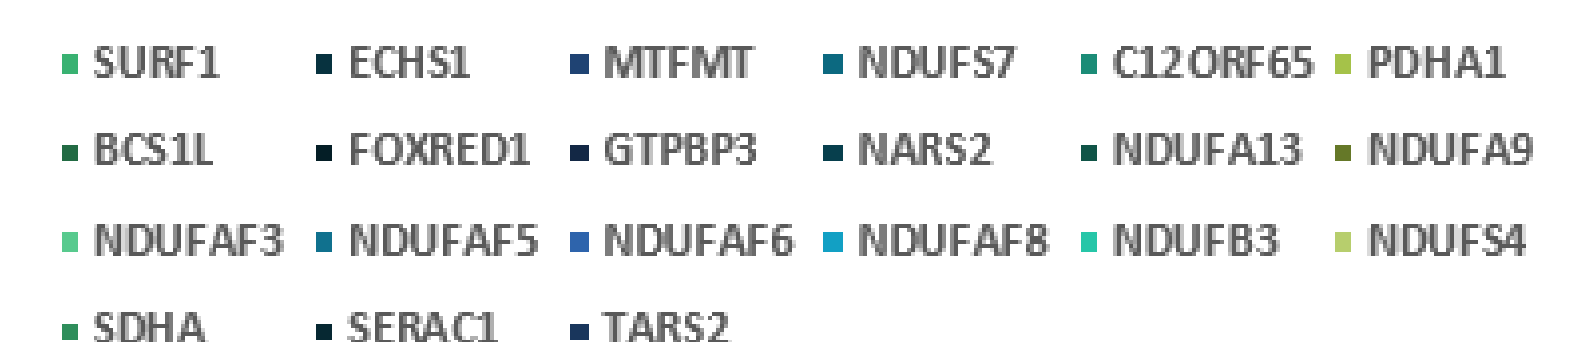 SURF1 ECHS1 MTFMT NDUFS7 C12ORF65 PDHA1
BCS1L FOXRED1 GTPBP3 NARS2 NDUFA13 NDUFA9
NDUFAF3 NDUFAF5 NDUFAF6 NDUFAF8 NDUFB3 NDUFS4
SDHA SERAC1 TARS2